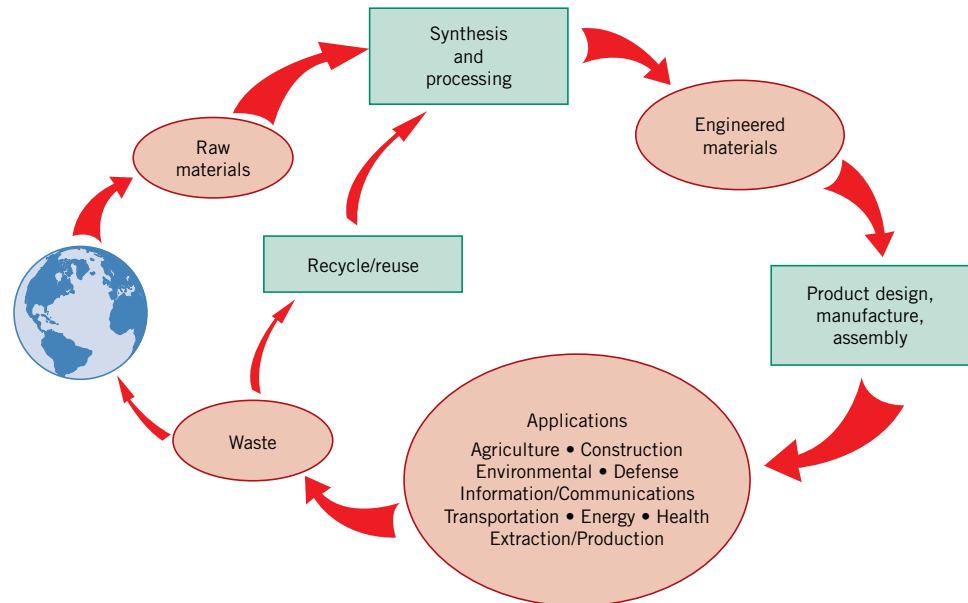 Synthesis
and
processing
Raw
materials
Engineered
materials
Recycle/reuse
Product design,
manufacture,
assembly
Waste
Applications
Agriculture • Construction
Environmental • Defense
Information/Communications
Transportation • Energy • Health
Extraction/Production